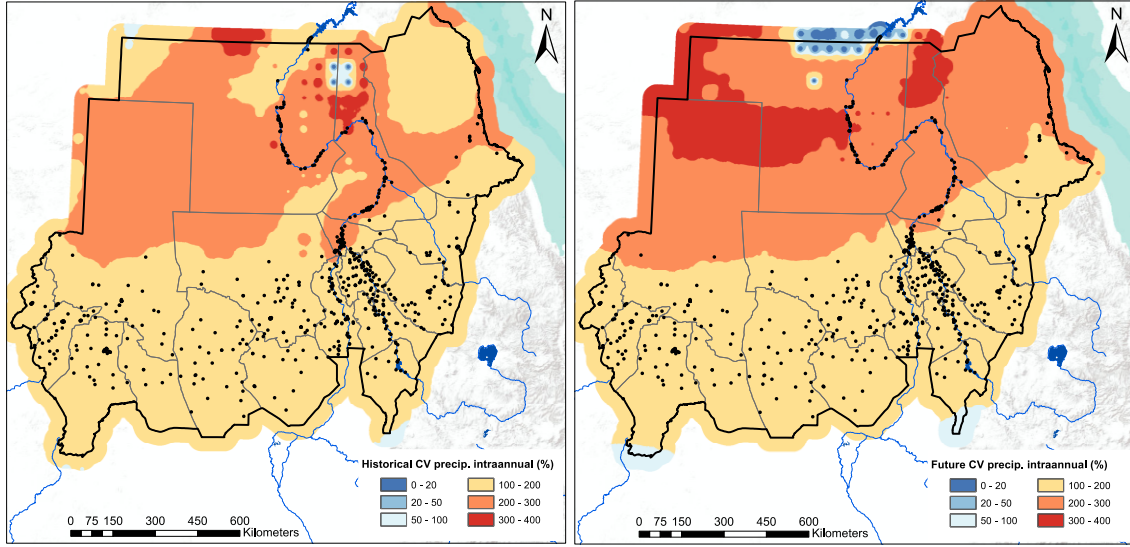 N
Historical CV precip. intraannual (%)
0 - 20
100 - 200
20 - 50
200 - 300
50 - 100
300 - 400
0 75 150 300 450 600
Kilometers
N
Future CV precip. intraannual (%)
0 - 20
100 - 200
20 - 50
200 - 300
50 - 100
300 - 400
0 75 150 300 450 600
Kilometers